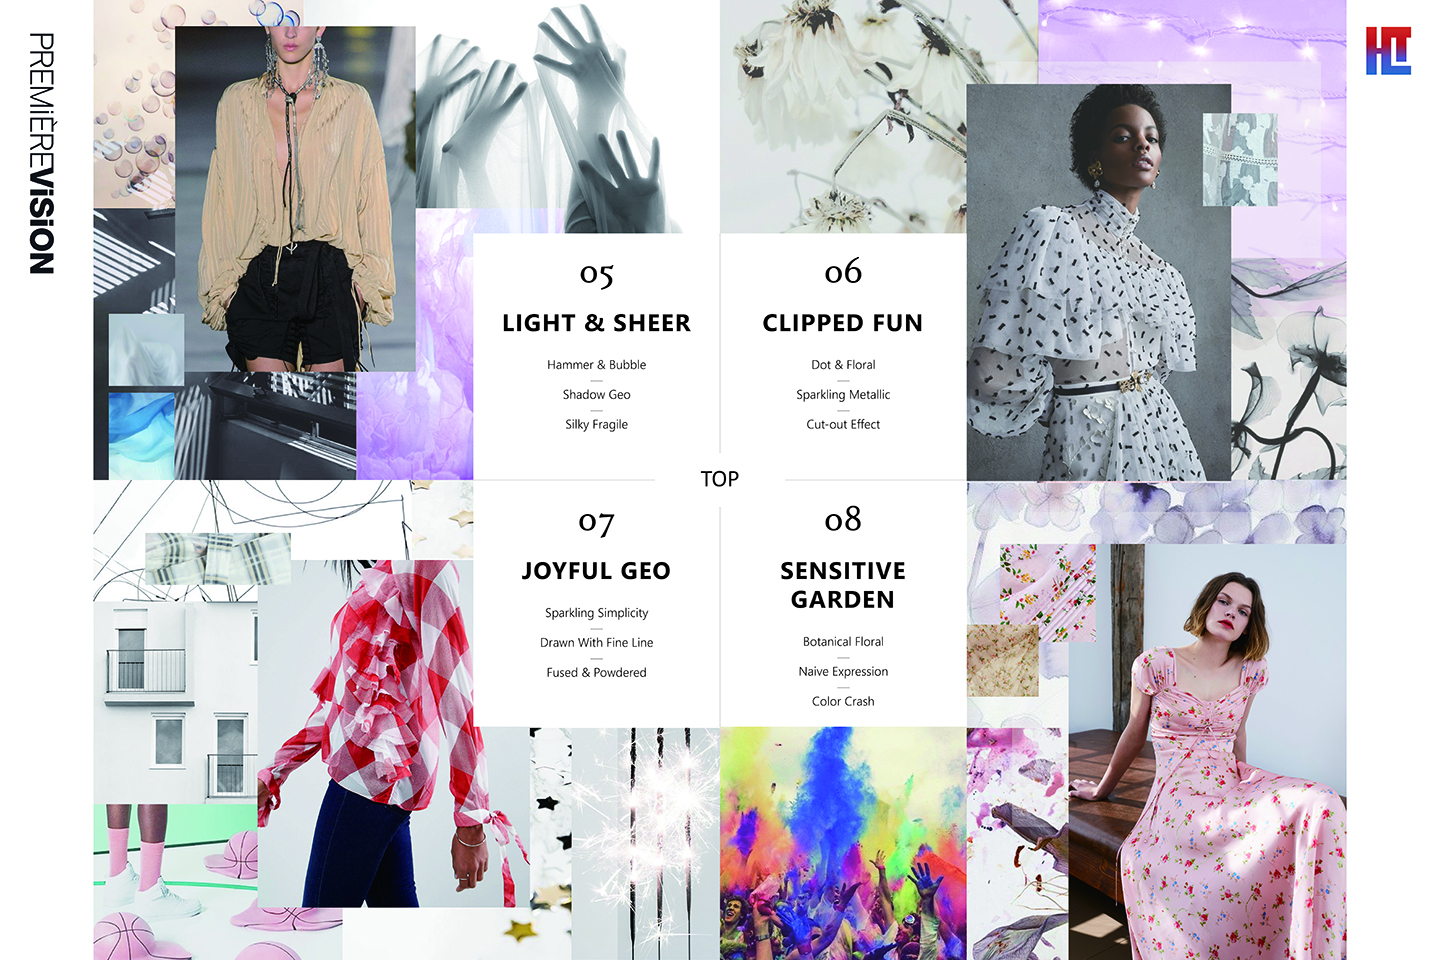 PREMIÈREViSiON
HT
05
LIGHT & SHEER
Hammer & Bubble
Shadow Geo
Silky Fragile
06
CLIPPED FUN
Dot & Floral
Sparkling Metallic
Cut-out Effect
TOP
07
JOYFUL GEO
Sparkling Simplicity
Drawn With Fine Line
Fused & Powdered
08
SENSITIVE
GARDEN
Botanical Floral
Naive Expression
Color Crash